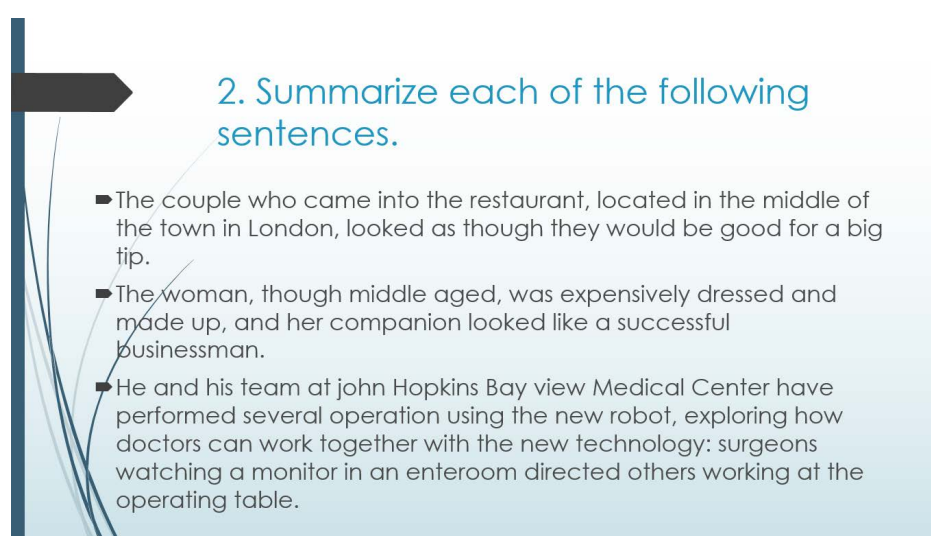 2. Summarize each of the following
sentences.
The couple who came into the restaurant, located in the middle of
the town in London, looked as though they would be good for a big
tip.
The woman, though middle aged, was expensively dressed and
made up, and her companion looked like a successful
businessman.
He and his team at john Hopkins Bay view Medical Center have
performed several operation using the new robot, exploring how
doctors can work together with the new technology: surgeons
watching a monitor in an enteroom directed others working at the
operating table.